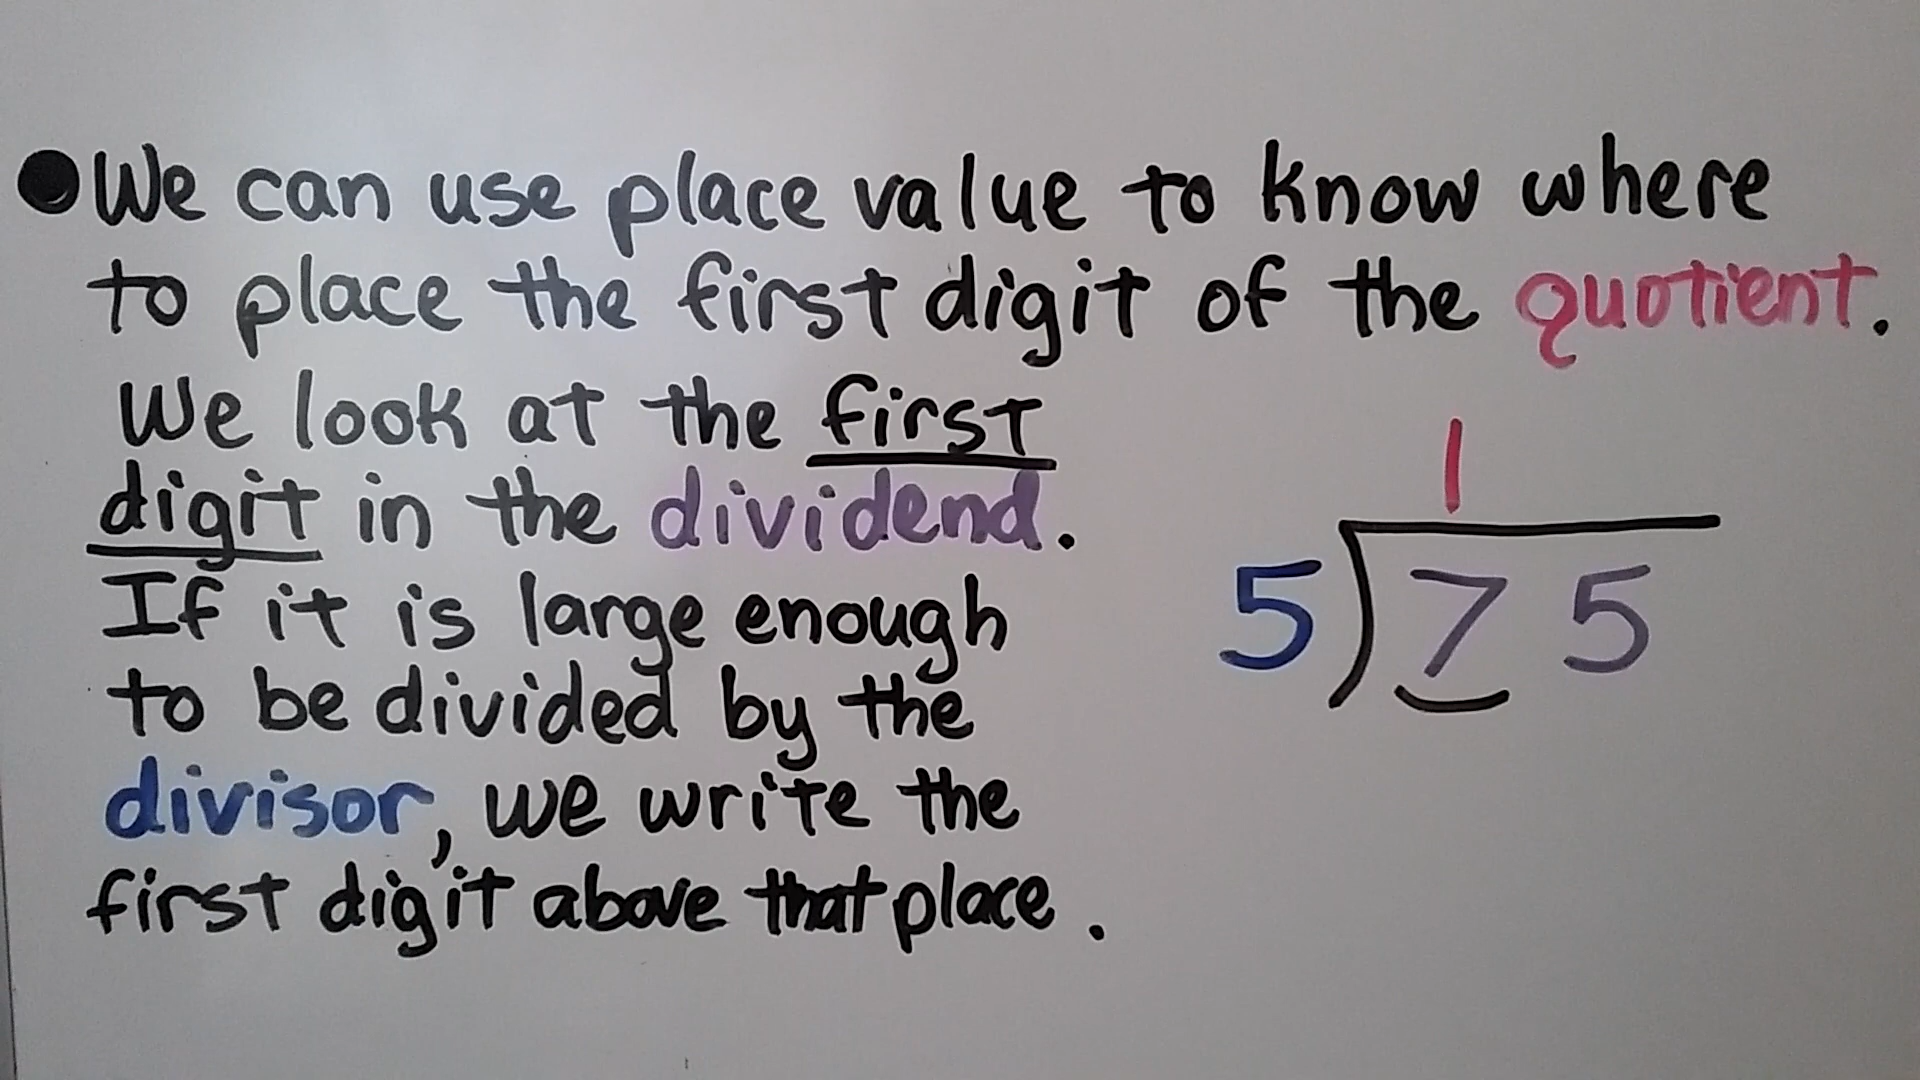 ● We can use place value to know where
to place the first digit of the quotient.
We look at the first
digit in the dividend.
If it is large enough
to be divided by the
divisor, we write the
first digit above that place.
1
5)75